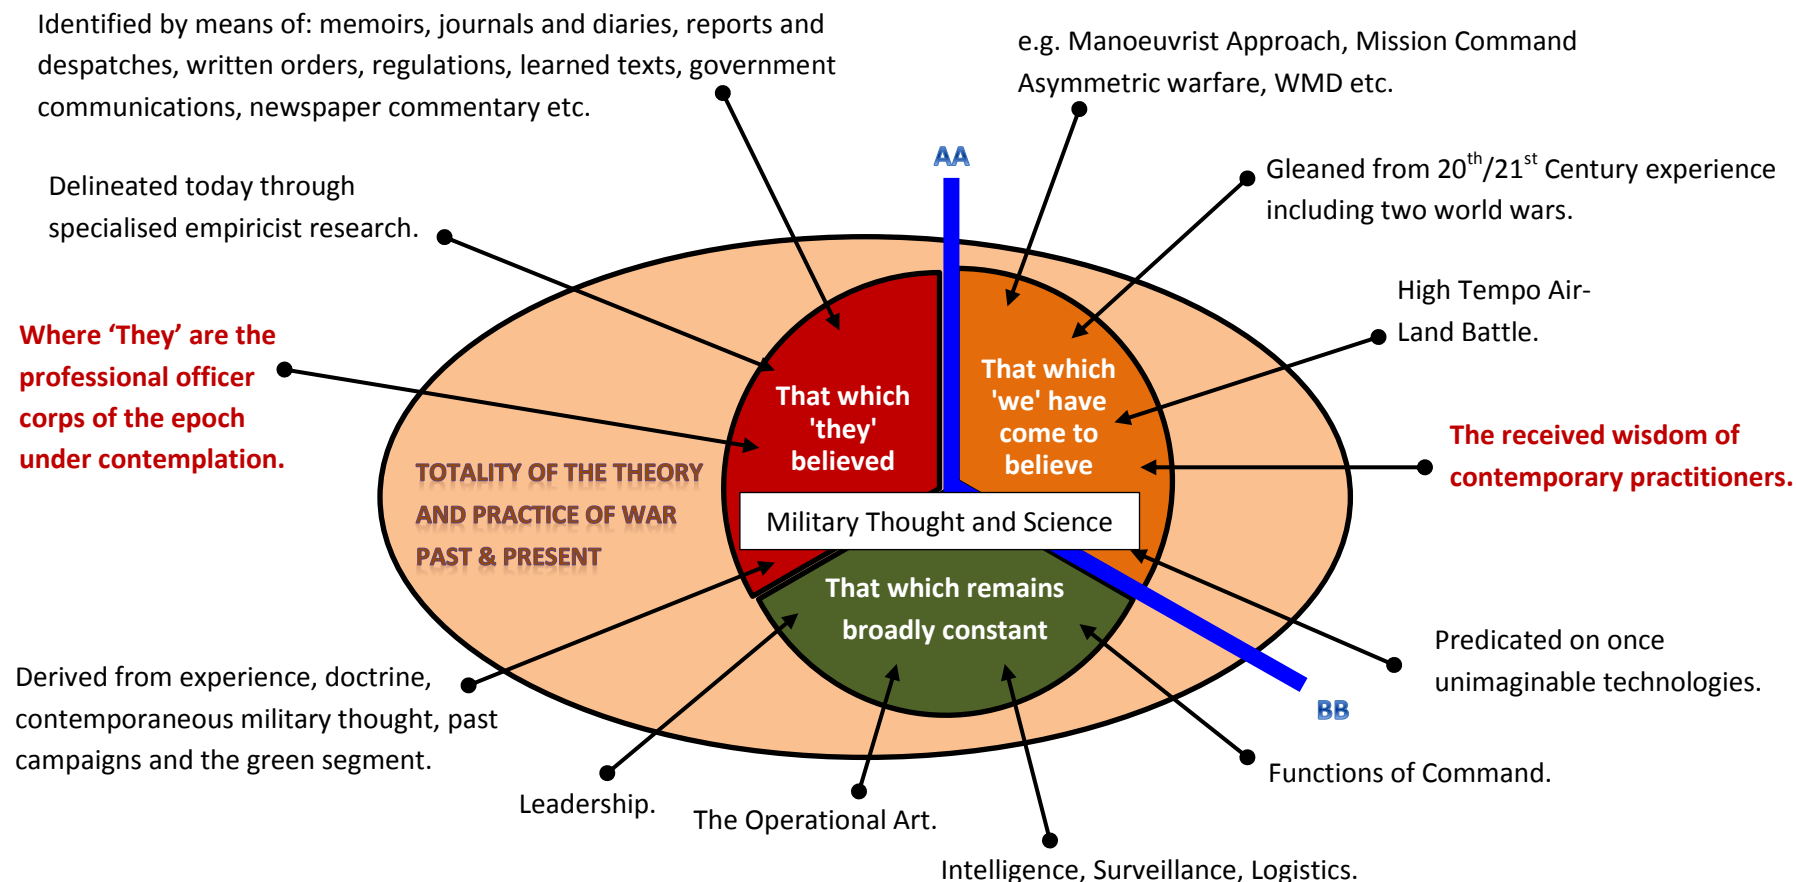 Identified by means of: memoirs, journals and diaries, reports and
despatches, written orders, regulations, learned texts, government
communications, newspaper commentary etc.
e.g. Manoeuvrist Approach, Mission Command
Asymmetric warfare, WMD etc.
AA
Delineated today through
specialised empiricist research.
Gleaned from 20th/21st Century experience
including two world wars.
High Tempo Air-
Land Battle.
Where ‘They’ are the
professional officer
corps of the epoch
under contemplation.
That which
'they'
believed
That which
'we' have
come to
believe
The received wisdom of
contemporary practitioners.
TOTALITY OF THE THEORY
AND PRACTICE OF WAR
PAST & PRESENT
Military Thought and Science
That which remains
broadly constant
Predicated on once
unimaginable technologies.
BB
Derived from experience, doctrine,
contemporaneous military thought, past
campaigns and the green segment.
Functions of Command.
Leadership.
The Operational Art.
Intelligence, Surveillance, Logistics.